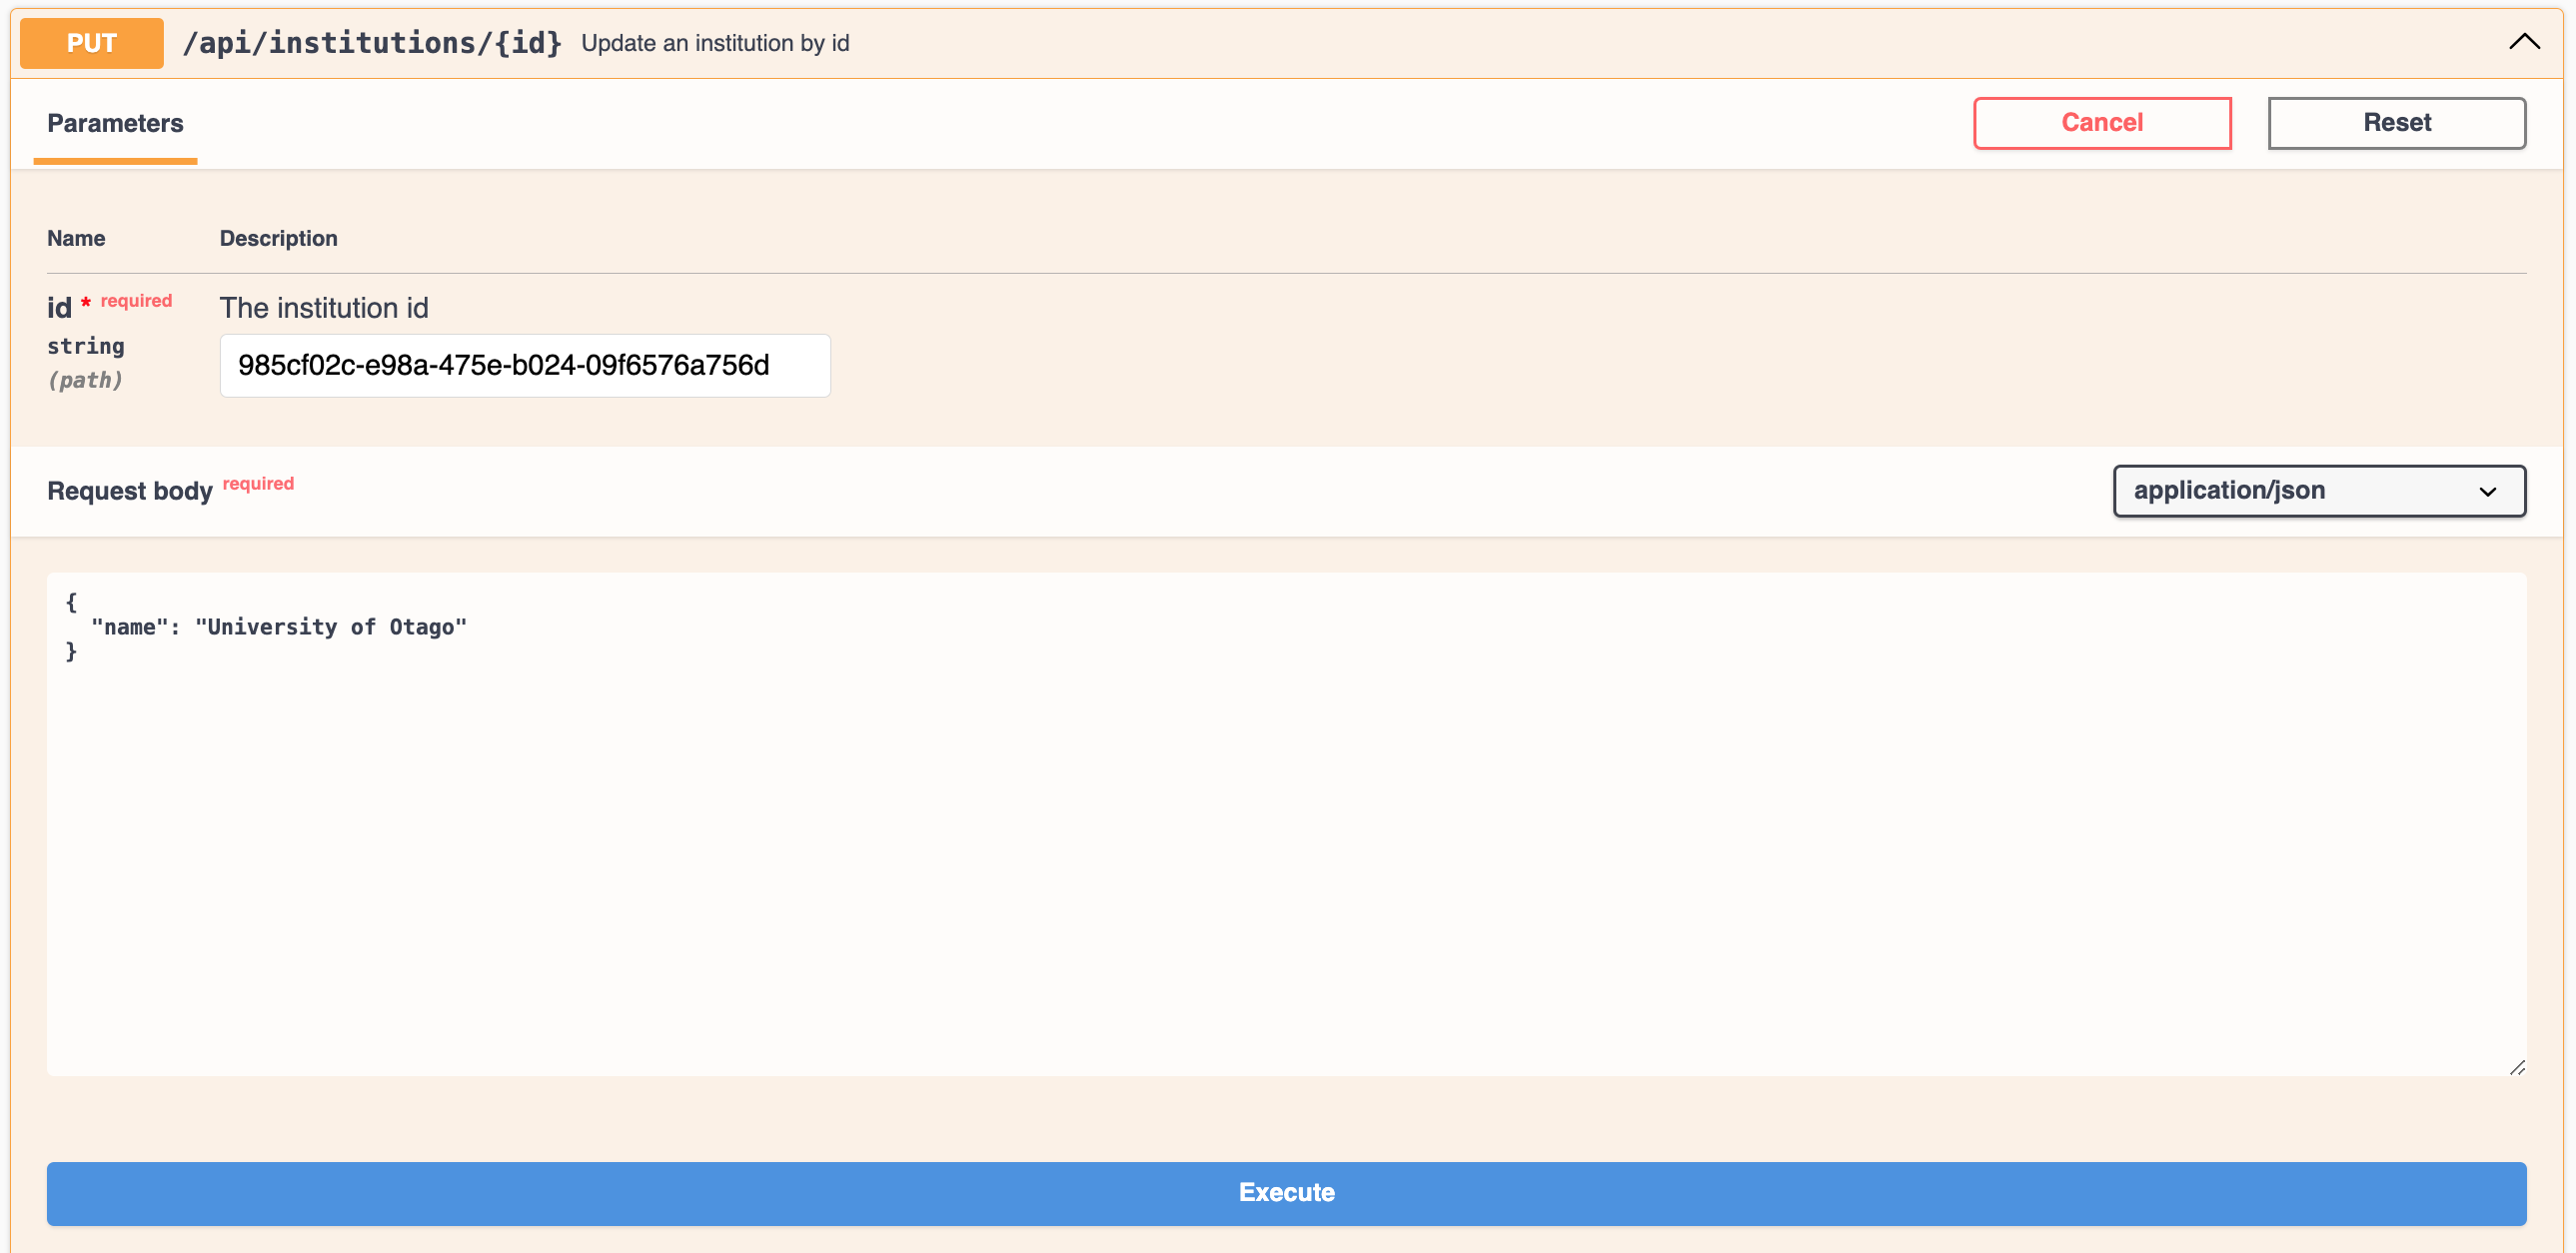 PUT /api/institutions/{id} Update an institution by id
Parameters Cancel Reset
Name Description
id * required The institution id
string 985cf02c-e98a-475e-b024-09f6576a756d
(path)
Request body required application/json
{
"name": "University of Otago"
}
Execute